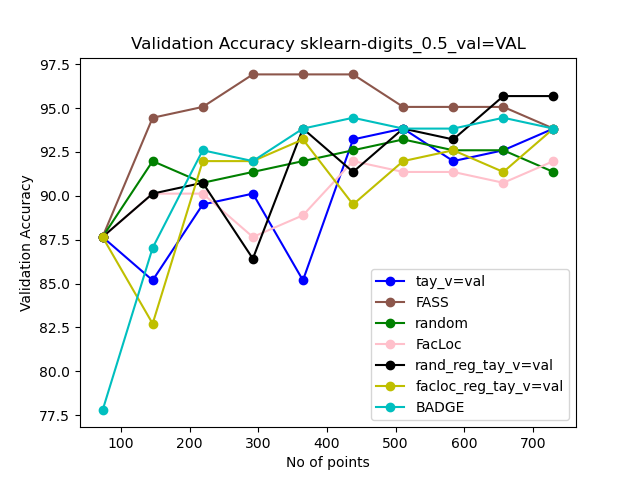 Validation Accuracy sklearn-digits_0.5_val=VAL
97.5
95.0
92.5
90.0
87.5
85.0
82.5
80.0
77.5
Validation Accuracy
100 200 300 400 500 600 700
No of points
tay_v=val
FASS
random
FacLoc
rand_reg_tay_v=val
facloc_reg_tay_v=val
BADGE